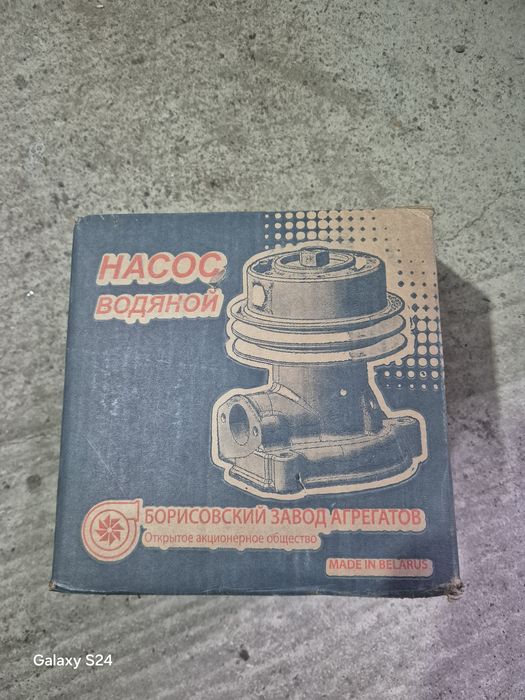 НАСОС
ВОДЯНОЙ
БОРИСОВСКИЙ ЗАВОД АГРЕГАТОВ
Открытое акционерное общество
MADE IN BELARUS
Galaxy S24